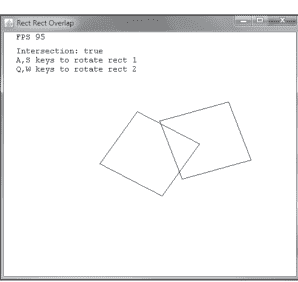 Rect Rect Overlap
FPS 95
Intersection: true
A,S keys to rotate rect 1
Q,W keys to rotate rect 2